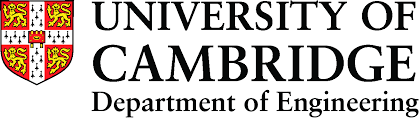 UNIVERSITY OF
CAMBRIDGE
Department of Engineering